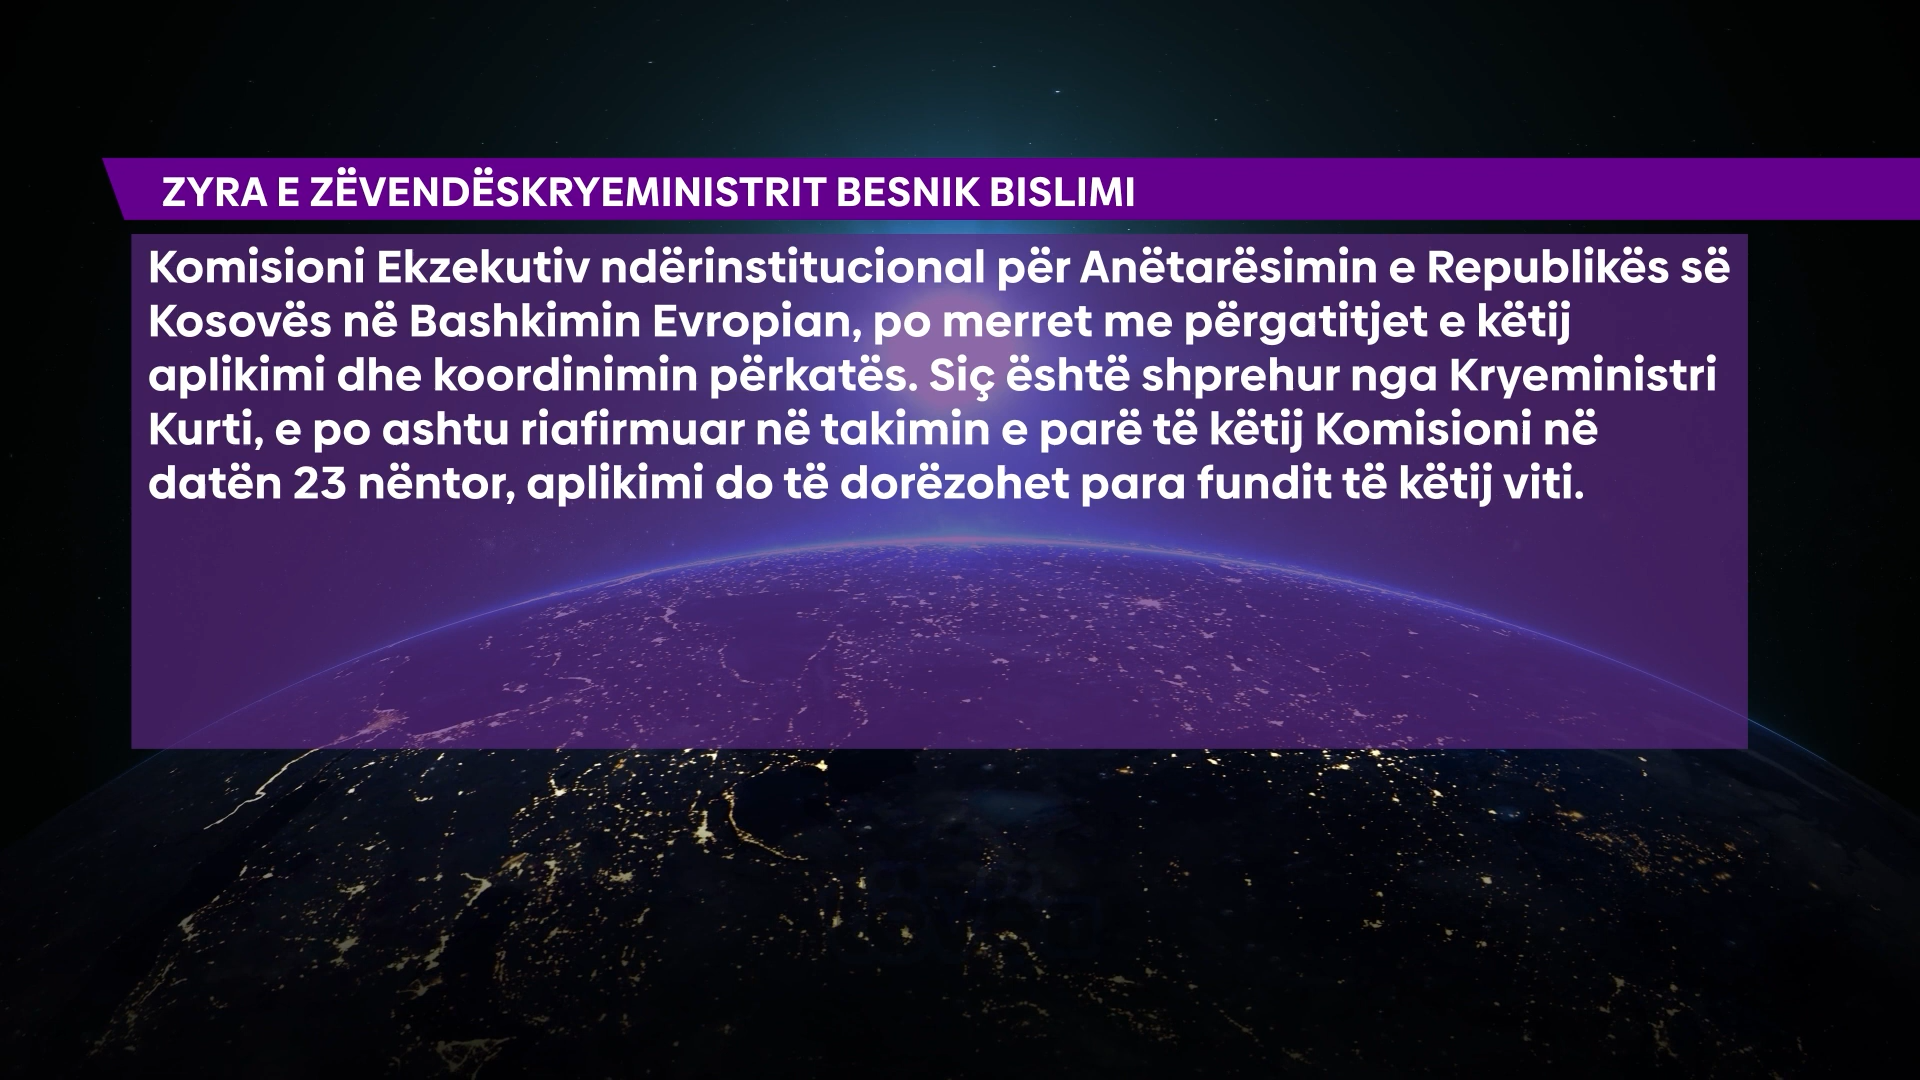 ZYRA E ZËVENDËSKRYEMINISTRIT BESNIK BISLIMI
Komisioni Ekzekutiv ndërinstitucional për Anëtarësimin e Republikës së
Kosovës në Bashkimin Evropian, po merret me përgatitjet e këtij
aplikimi dhe koordinimin përkatës. Siç është shprehur nga Kryeministri
Kurti, e po ashtu riafirmuar në takimin e parë të këtij Komisioni në
datën 23 nëntor, aplikimi do të dorëzohet para fundit të këtij viti.